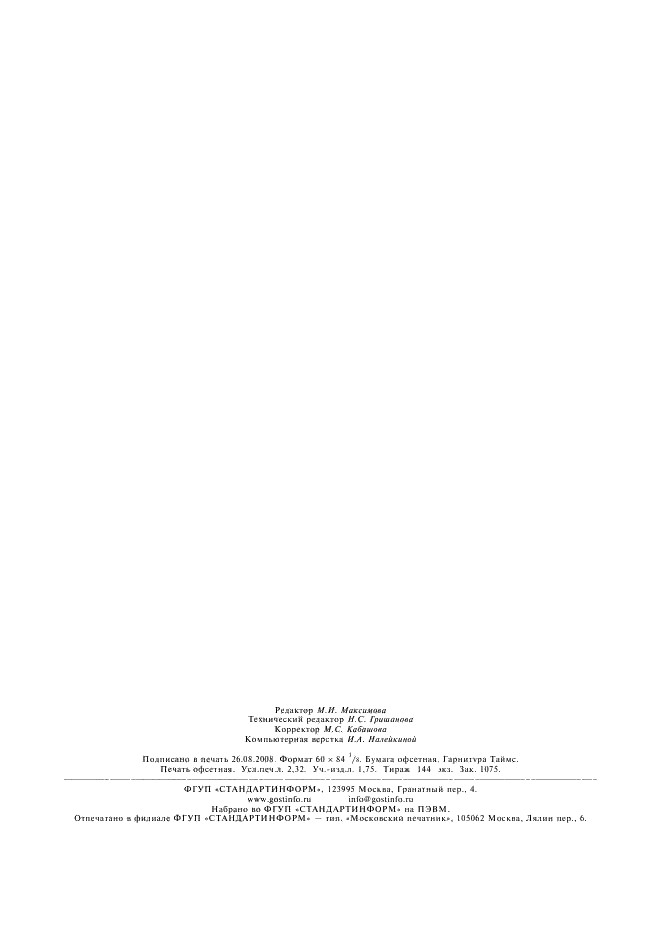 Редактор М.И. Максимова
Технический редактор Н.С. Гришанова
Корректор М.С. Кабашова
Компьютерная верстка И.А. Налейкиной
Подписано в печать 26.08.2008. Формат 60 × 84 1/8. Бумага офсетная. Гарнитура Таймс.
Печать офсетная. Усл.печ.л. 2,32. Уч.-изд.л. 1,75. Тираж 144 экз. Зак. 1075.
ФГУП «СТАНДАРТИНФОРМ», 123995 Москва, Гранатный пер., 4.
www.gostinfo.ru info@gostinfo.ru
Набрано во ФГУП «СТАНДАРТИНФОРМ» на ПЭВМ.
Отпечатано в филиале ФГУП «СТАНДАРТИНФОРМ» — тип. «Московский печатник», 105062 Москва, Лялин пер., 6.